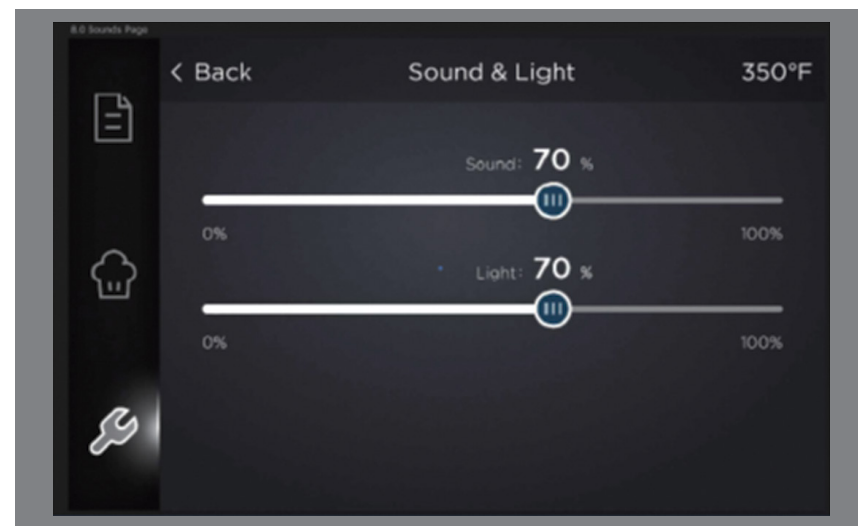 8.0 Sounds Page
< Back Sound & Light 350°F
Sound: 70 %
0% 100%
Light: 70 %
0% 100%